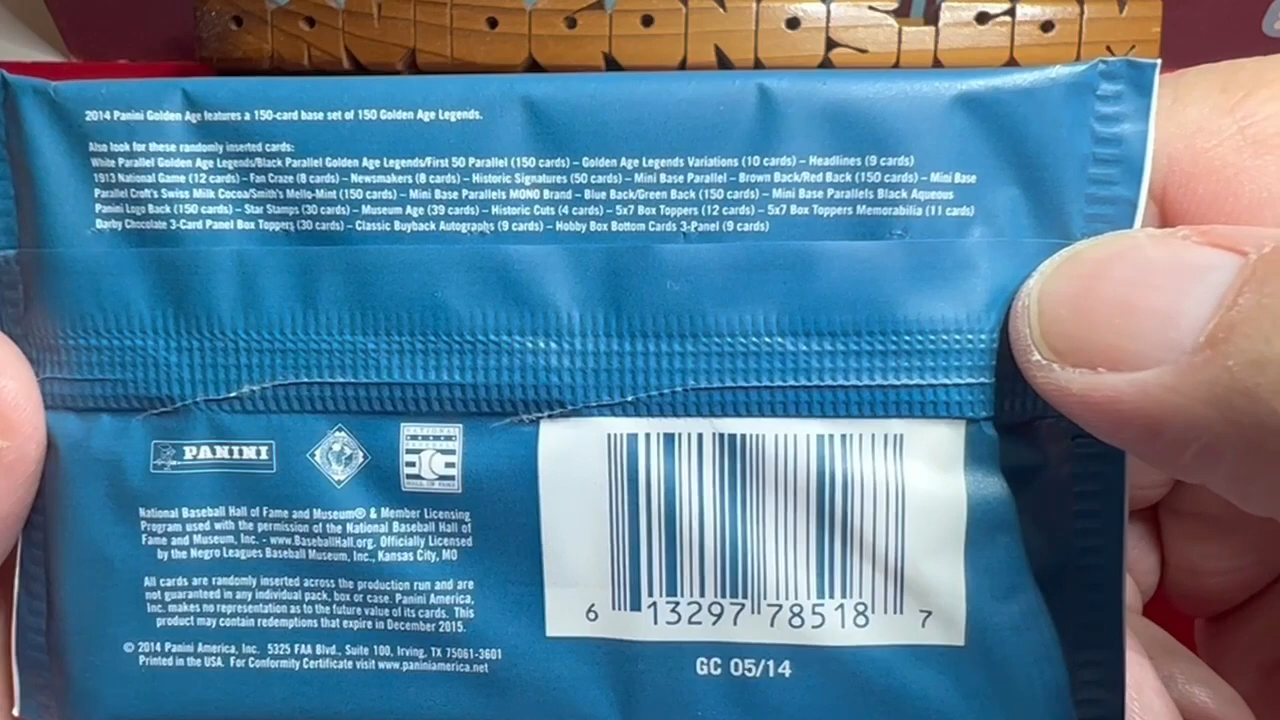 2014 Panini Golden Age features a 150-card base set of 150 Golden Age Legends.
Also look for these randomly inserted cards:
White Parallel Golden Age Legends/Black Parallel Golden Age Legends/First 50 Parallel (150 cards) – Golden Age Legends Variations (10 cards) – Headlines (9 cards)
1913 National Game (12 cards) – Fan Craze (8 cards) – Newsmakers (8 cards) – Historic Signatures (50 cards) – Mini Base Parallel – Brown Back/Red Back (150 cards) – Mini Base
Parallel Croft's Swiss Milk Cocoa/Smith's Mello-Mint (150 cards) – Mini Base Parallels MONO Brand – Blue Back/Green Back (150 cards) – Mini Base Parallels Black Aqueous
Panini Logo Back (150 cards) – Star Stamps (30 cards) – Museum Age (39 cards) – Historic Cuts (4 cards) – 5x7 Box Toppers (12 cards) – 5x7 Box Toppers Memorabilia (11 cards)
Darby Chocolate 3-Card Panel Box Toppers (30 cards) – Classic Buyback Autographs (9 cards) – Hobby Box Bottom Cards 3-Panel (9 cards)
PANINI
NATIONAL
BASEBALL
HALL OF FAME
National Baseball Hall of Fame and Museum® & Member Licensing
Program used with the permission of the National Baseball Hall of
Fame and Museum, Inc. - www.BaseballHall.org. Officially Licensed
by the Negro Leagues Baseball Museum, Inc., Kansas City, MO
All cards are randomly inserted across the production run and are
not guaranteed in any individual pack, box or case. Panini America,
Inc. makes no representation as to the future value of its cards. This
product may contain redemptions that expire in December 2015.
© 2014 Panini America, Inc. 5325 FAA Blvd., Suite 100, Irving, TX 75061-3601
Printed in the USA. For Conformity Certificate visit www.paniniamerica.net
6 13297 78518 7
GC 05/14